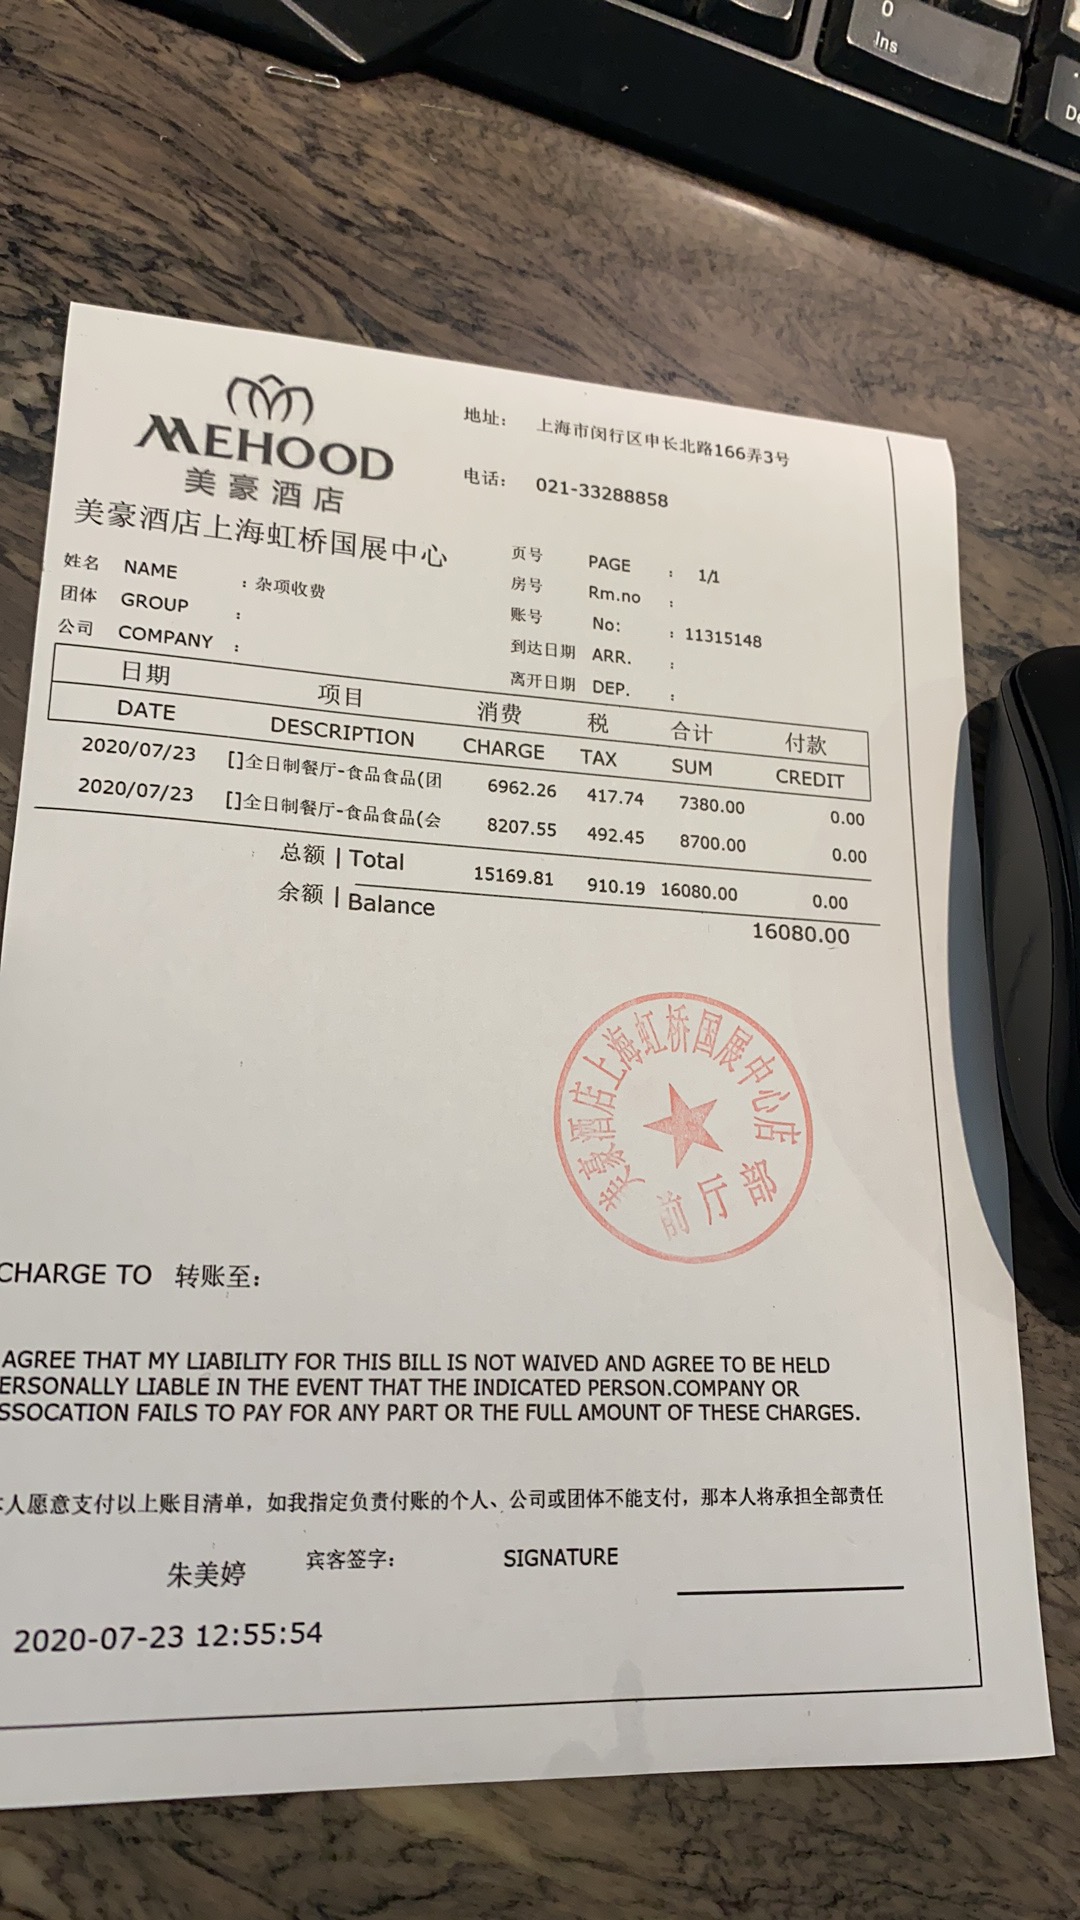 0
Ins
De
MEHOOD
美豪酒店
美豪酒店上海虹桥国展中心
地址： 上海市闵行区申长北路166弄3号
电话： 021-33288858
姓名 NAME : 杂项收费
团体 GROUP :
公司 COMPANY :
页号 PAGE : 1/1
房号 Rm.no :
账号 No: : 11315148
到达日期 ARR. :
离开日期 DEP. :
日期 项目 消费 税 合计 付款
DATE DESCRIPTION CHARGE TAX SUM CREDIT
2020/07/23 []全日制餐厅-食品食品(团 6962.26 417.74 7380.00 0.00
2020/07/23 []全日制餐厅-食品食品(会 8207.55 492.45 8700.00 0.00
总额 | Total 15169.81 910.19 16080.00 0.00
余额 | Balance 16080.00
美豪酒店上海虹桥国展中心店
前厅部
CHARGE TO 转账至：
AGREE THAT MY LIABILITY FOR THIS BILL IS NOT WAIVED AND AGREE TO BE HELD
ERSONALLY LIABLE IN THE EVENT THAT THE INDICATED PERSON.COMPANY OR
SSOCATION FAILS TO PAY FOR ANY PART OR THE FULL AMOUNT OF THESE CHARGES.
本人愿意支付以上账目清单，如我指定负责付账的个人、公司或团体不能支付，那本人将承担全部责任
朱美婷 宾客签字： SIGNATURE
2020-07-23 12:55:54